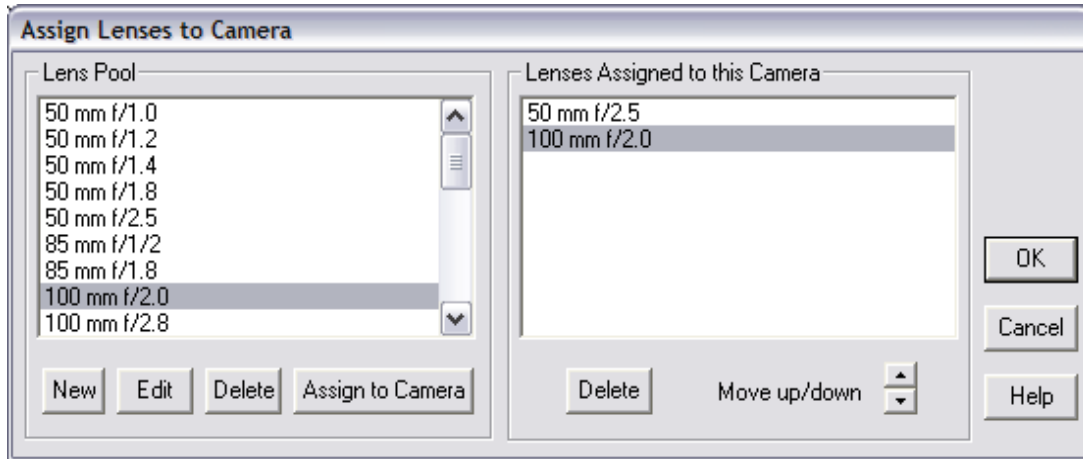 Assign Lenses to Camera
Lens Pool
50 mm f/1.0
50 mm f/1.2
50 mm f/1.4
50 mm f/1.8
50 mm f/2.5
85 mm f/1/2
85 mm f/1.8
100 mm f/2.0
100 mm f/2.8
New Edit Delete Assign to Camera
Lenses Assigned to this Camera
50 mm f/2.5
100 mm f/2.0
Delete Move up/down
OK
Cancel
Help